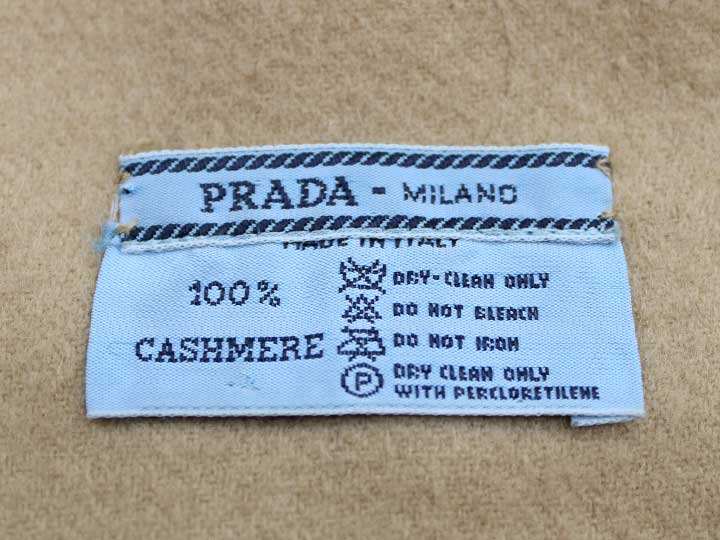 PRADA - MILANO
MADE IN ITALY
100%
CASHMERE
DRY-CLEAN ONLY
DO NOT BLEACH
DO NOT IRON
P
DRY CLEAN ONLY
WITH PERCLORETILENE